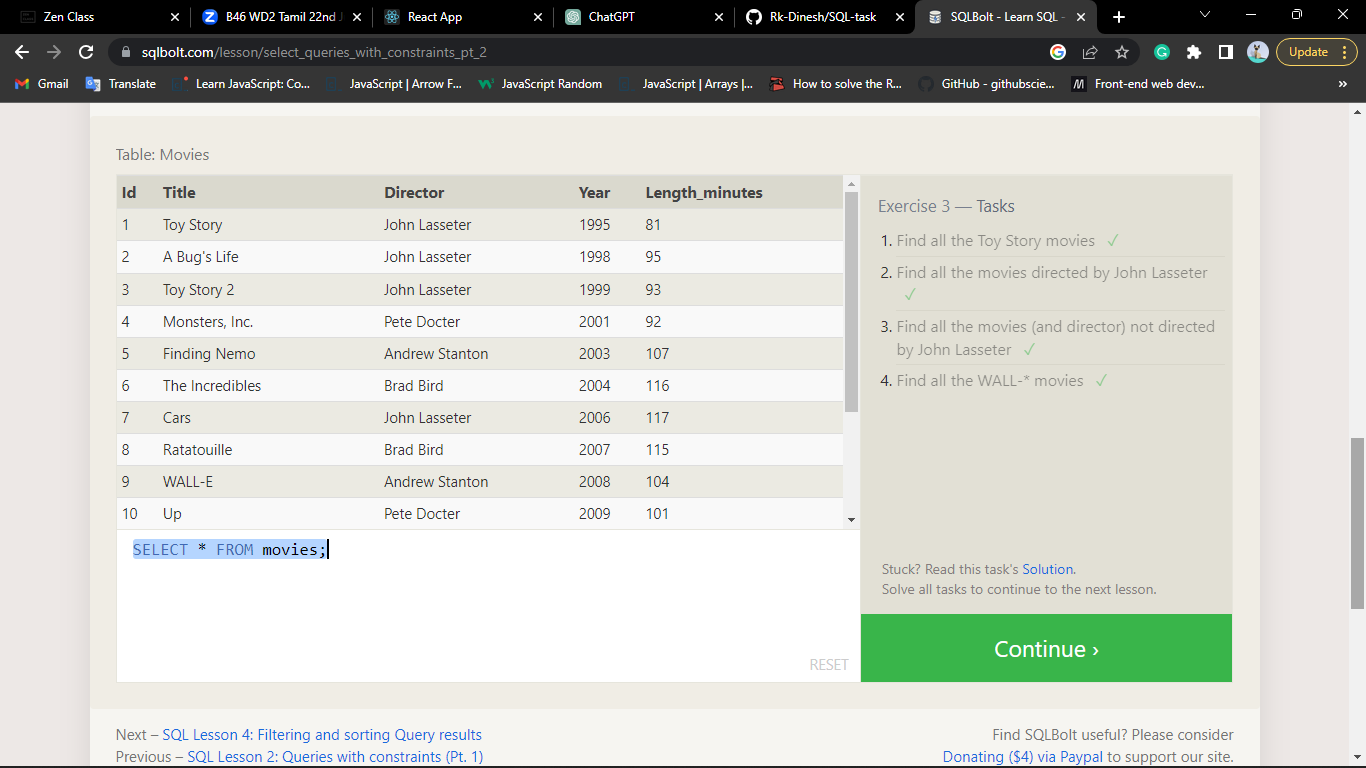 Zen Class
B46 WD2 Tamil 22nd J
React App
ChatGPT
Rk-Dinesh/SQL-task
SQLBolt - Learn SQL -
sqlbolt.com/lesson/select_queries_with_constraints_pt_2
Update
Gmail
Translate
Learn JavaScript: Co...
JavaScript | Arrow F...
JavaScript Random
JavaScript | Arrays |...
How to solve the R...
GitHub - githubscie...
Front-end web dev...
»
Table: Movies
Id Title Director Year Length_minutes
1 Toy Story John Lasseter 1995 81
2 A Bug's Life John Lasseter 1998 95
3 Toy Story 2 John Lasseter 1999 93
4 Monsters, Inc. Pete Docter 2001 92
5 Finding Nemo Andrew Stanton 2003 107
6 The Incredibles Brad Bird 2004 116
7 Cars John Lasseter 2006 117
8 Ratatouille Brad Bird 2007 115
9 WALL-E Andrew Stanton 2008 104
10 Up Pete Docter 2009 101
SELECT * FROM movies;
RESET
Exercise 3 — Tasks
1. Find all the Toy Story movies ✓
2. Find all the movies directed by John Lasseter
✓
3. Find all the movies (and director) not directed
by John Lasseter ✓
4. Find all the WALL-* movies ✓
Stuck? Read this task's Solution.
Solve all tasks to continue to the next lesson.
Continue ›
Next – SQL Lesson 4: Filtering and sorting Query results
Previous – SQL Lesson 2: Queries with constraints (Pt. 1)
Find SQLBolt useful? Please consider
Donating ($4) via Paypal to support our site.